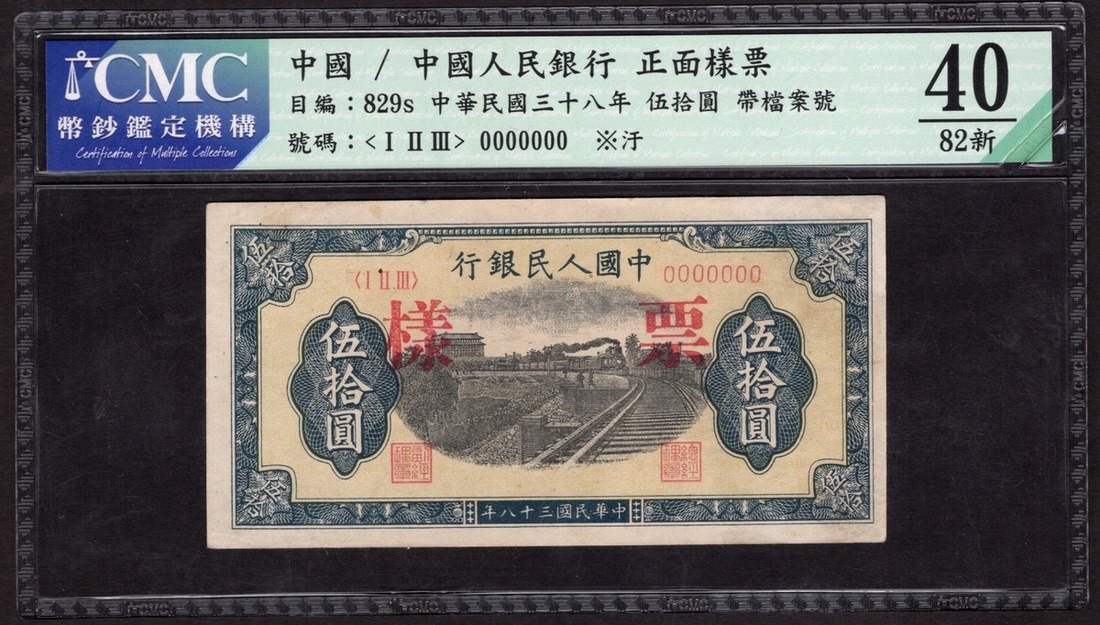 CMC
幣鈔鑑定機構
Certification of Multiple Collections
中國 / 中國人民銀行 正面樣票
目編：829s 中華民國三十八年 伍拾圓 帶檔案號
號碼：<I II III> 0000000 ※汙
40
82新
伍拾
伍拾
行銀民人國中
<I II.III>
0000000
樣
票
伍拾圓
伍拾圓
伍拾
伍拾
年八十三國民華中